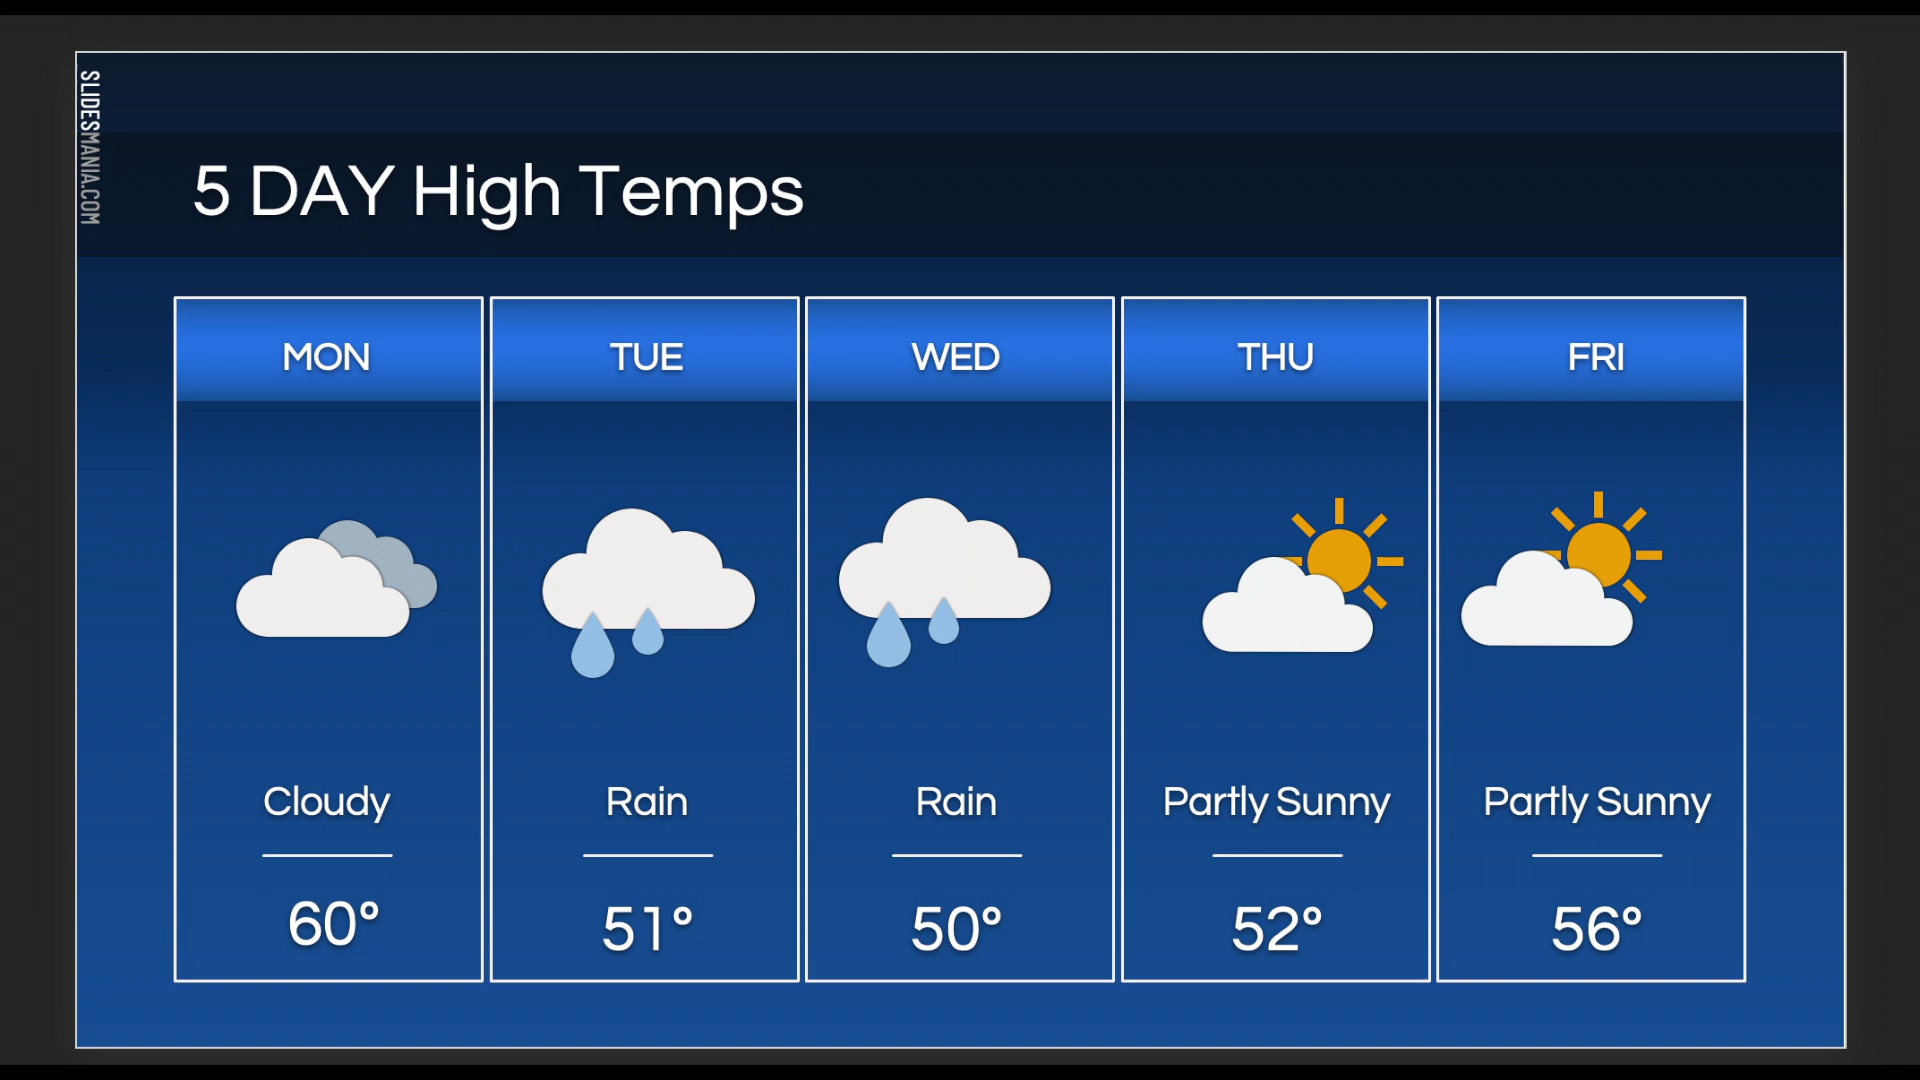 SLIDESMANIA.COM
5 DAY High Temps
MON TUE WED THU FRI
Cloudy Rain Rain Partly Sunny Partly Sunny
60° 51° 50° 52° 56°